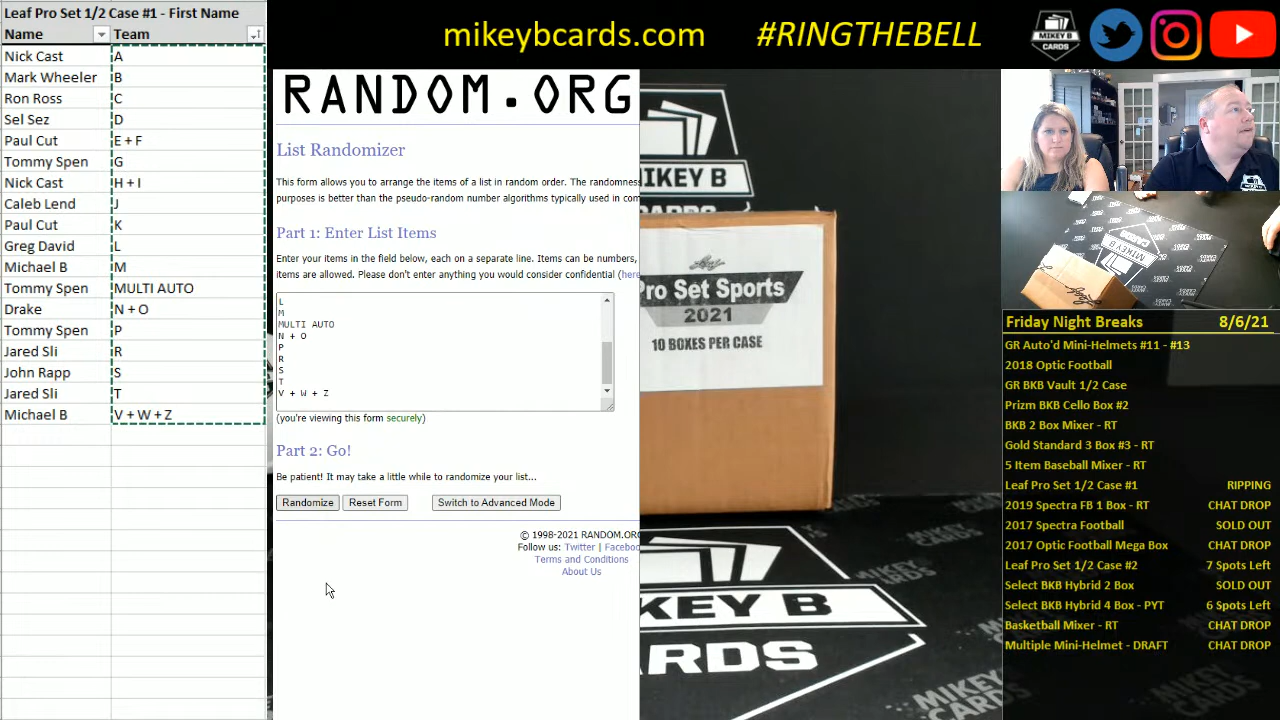 Leaf Pro Set 1/2 Case #1 - First Name
Name Team
Nick Cast A
Mark Wheeler B
Ron Ross C
Sel Sez D
Paul Cut E + F
Tommy Spen G
Nick Cast H + I
Caleb Lend J
Paul Cut K
Greg David L
Michael B M
Tommy Spen MULTI AUTO
Drake N + O
Tommy Spen P
Jared Sli R
John Rapp S
Jared Sli T
Michael B V + W + Z
mikeybcards.com #RINGTHEBELL
MIKEY B
CARDS
RANDOM.ORG
List Randomizer
This form allows you to arrange the items of a list in random order. The randomness
purposes is better than the pseudo-random number algorithms typically used in com
Part 1: Enter List Items
Enter your items in the field below, each on a separate line. Items can be numbers,
items are allowed. Please don't enter anything you would consider confidential (here
L
M
MULTI AUTO
N + O
P
R
S
T
V + W + Z
(you're viewing this form securely)
Part 2: Go!
Be patient! It may take a little while to randomize your list...
Randomize Reset Form Switch to Advanced Mode
© 1998-2021 RANDOM.ORG
Follow us: Twitter | Faceboo
Terms and Conditions
About Us
MIKEY B
CARDS
Leaf
Pro Set Sports
2021
10 BOXES PER CASE
KEY B
ARDS
MIKEY
CARDS
Friday Night Breaks 8/6/21
GR Auto'd Mini-Helmets #11 - #13
2018 Optic Football
GR BKB Vault 1/2 Case
Prizm BKB Cello Box #2
BKB 2 Box Mixer - RT
Gold Standard 3 Box #3 - RT
5 Item Baseball Mixer - RT
Leaf Pro Set 1/2 Case #1 RIPPING
2019 Spectra FB 1 Box - RT CHAT DROP
2017 Spectra Football SOLD OUT
2017 Optic Football Mega Box CHAT DROP
Leaf Pro Set 1/2 Case #2 7 Spots Left
Select BKB Hybrid 2 Box SOLD OUT
Select BKB Hybrid 4 Box - PYT 6 Spots Left
Basketball Mixer - RT CHAT DROP
Multiple Mini-Helmet - DRAFT CHAT DROP